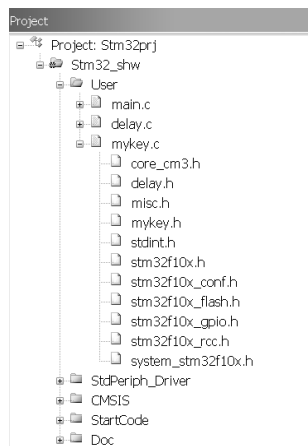 Project
Project: Stm32prj
Stm32_shw
User
main.c
delay.c
mykey.c
core_cm3.h
delay.h
misc.h
mykey.h
stdint.h
stm32f10x.h
stm32f10x_conf.h
stm32f10x_flash.h
stm32f10x_gpio.h
stm32f10x_rcc.h
system_stm32f10x.h
StdPeriph_Driver
CMSIS
StartCode
Doc